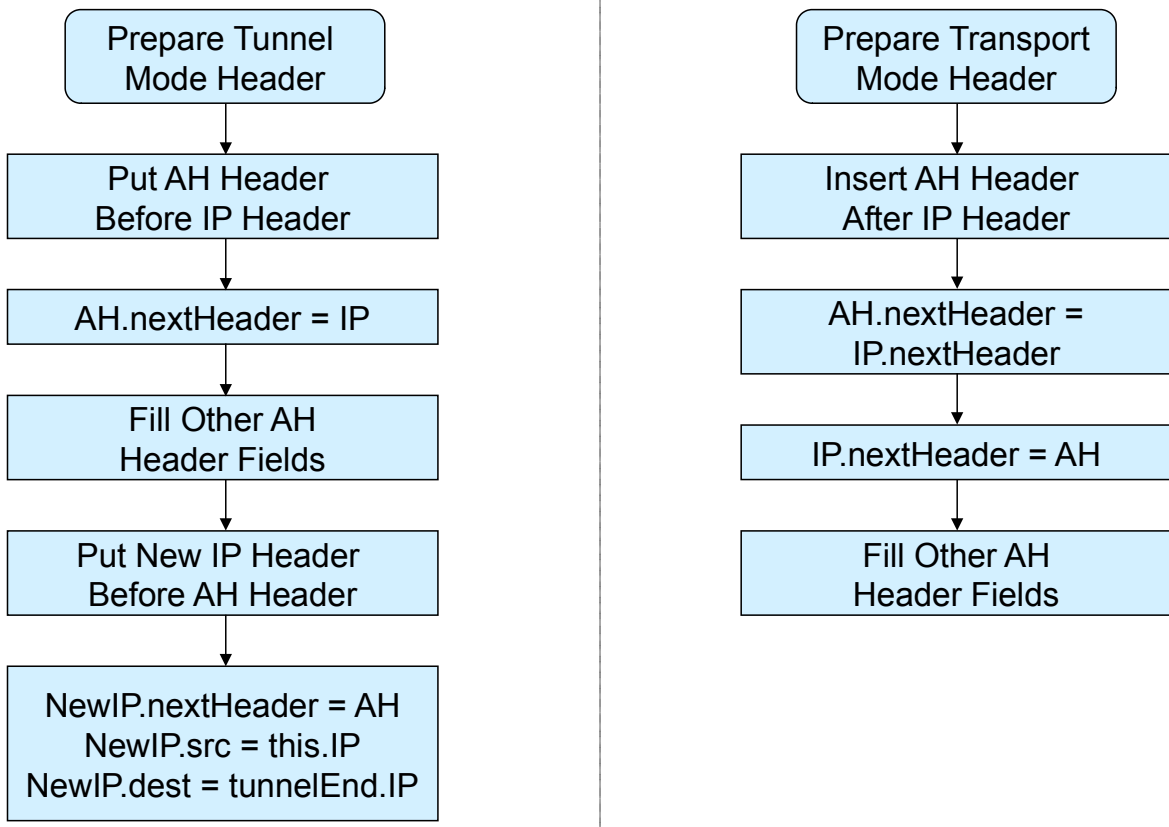 Prepare Tunnel
Mode Header
Put AH Header
Before IP Header
AH.nextHeader = IP
Fill Other AH
Header Fields
Put New IP Header
Before AH Header
NewIP.nextHeader = AH
NewIP.src = this.IP
NewIP.dest = tunnelEnd.IP
Prepare Transport
Mode Header
Insert AH Header
After IP Header
AH.nextHeader =
IP.nextHeader
IP.nextHeader = AH
Fill Other AH
Header Fields